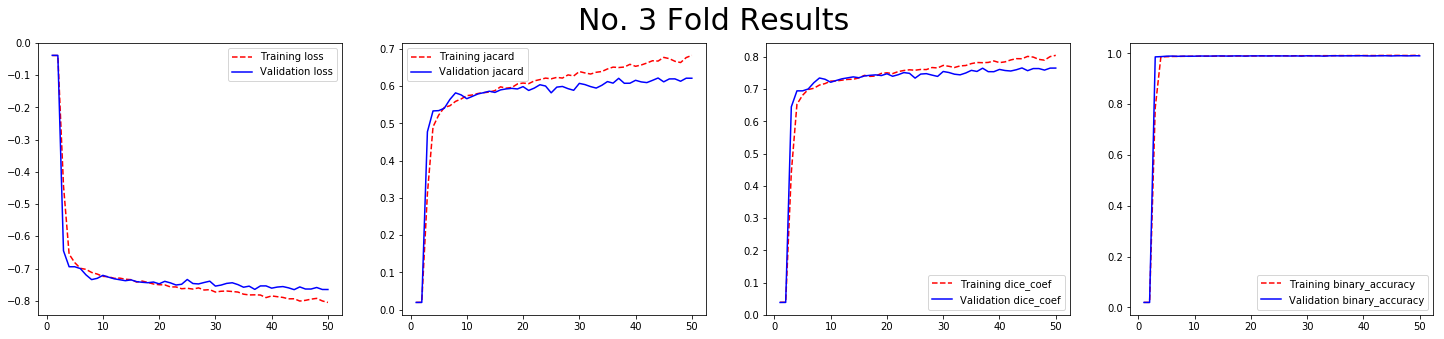 No. 3 Fold Results
Training loss
Validation loss
0.0
−0.1
−0.2
−0.3
−0.4
−0.5
−0.6
−0.7
−0.8
0 10 20 30 40 50
Training jacard
Validation jacard
0.7
0.6
0.5
0.4
0.3
0.2
0.1
0.0
0 10 20 30 40 50
0.8
0.7
0.6
0.5
0.4
0.3
0.2
0.1
0.0
Training dice_coef
Validation dice_coef
0 10 20 30 40 50
1.0
0.8
0.6
0.4
0.2
0.0
Training binary_accuracy
Validation binary_accuracy
0 10 20 30 40 50